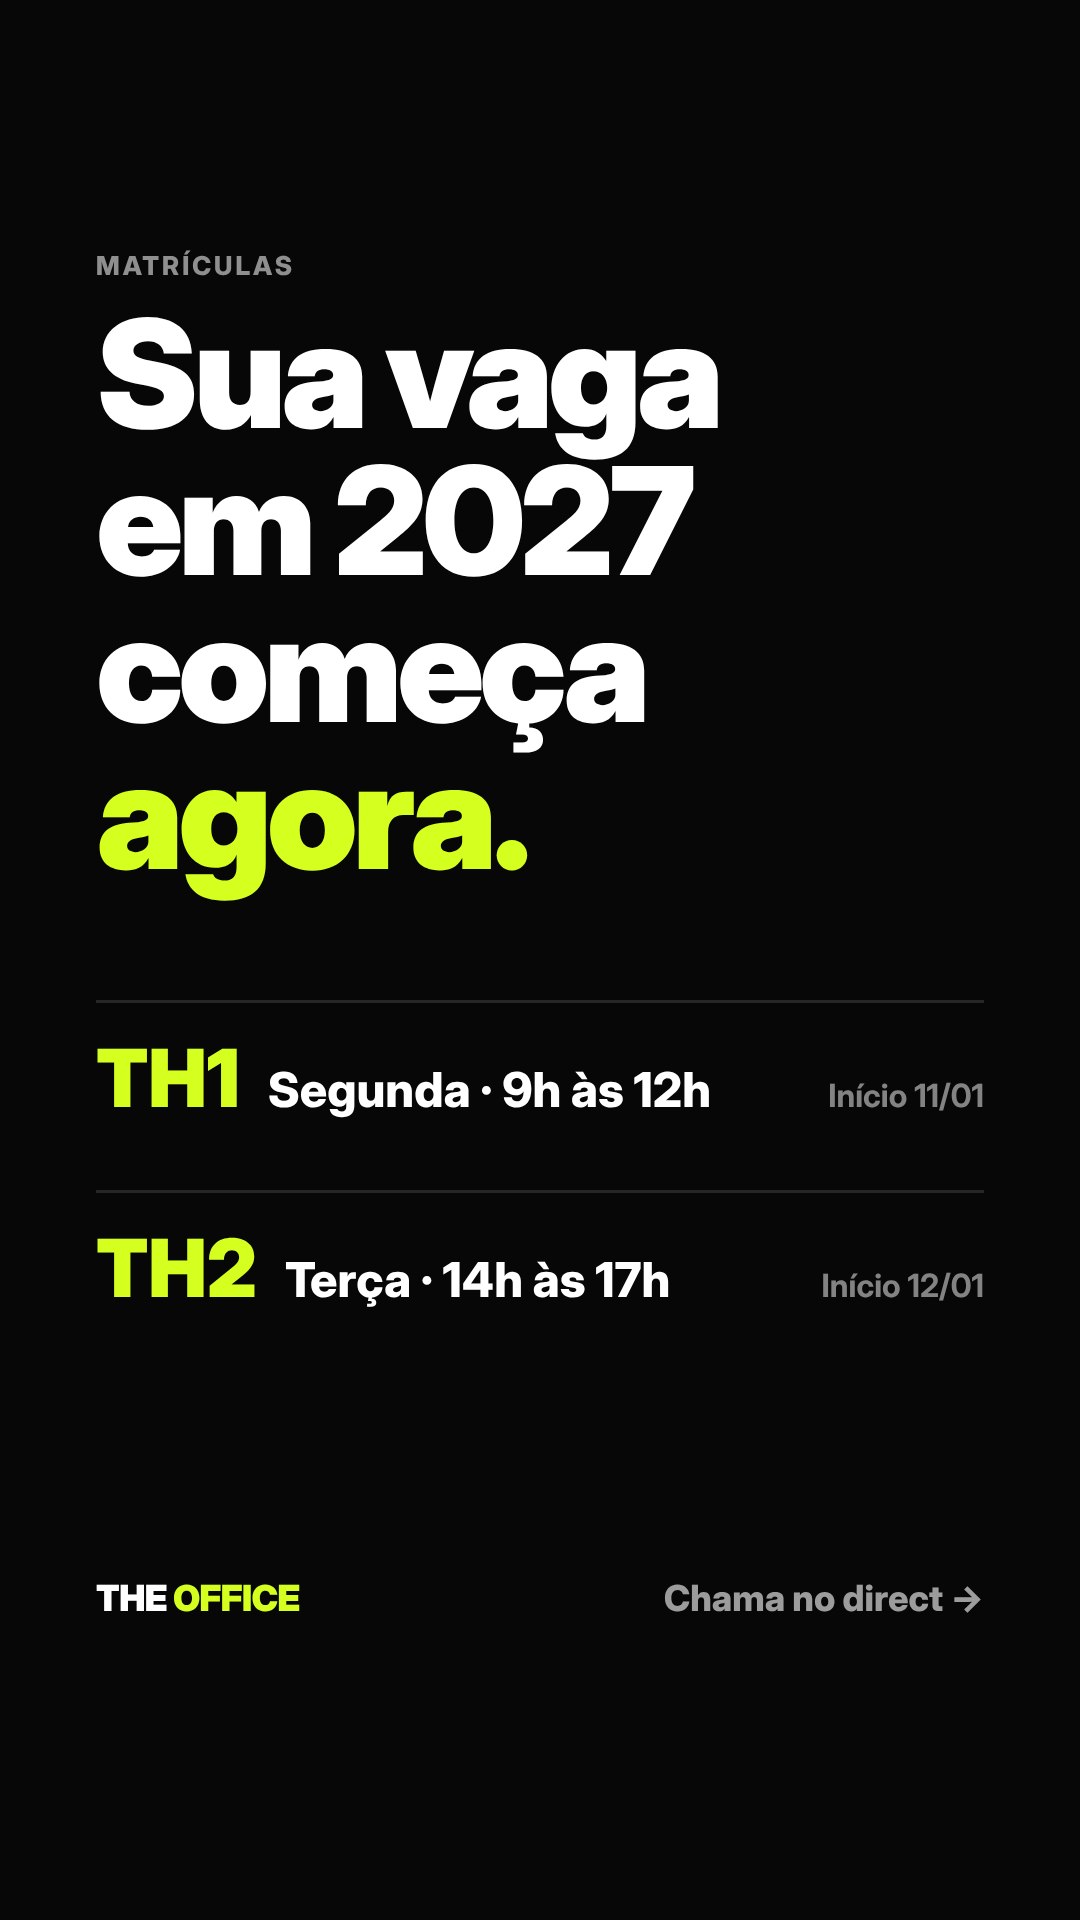 MATRÍCULAS
Sua vaga
em 2027
começa
agora.
TH1 Segunda · 9h às 12h Início 11/01
TH2 Terça · 14h às 17h Início 12/01
THE OFFICE Chama no direct →